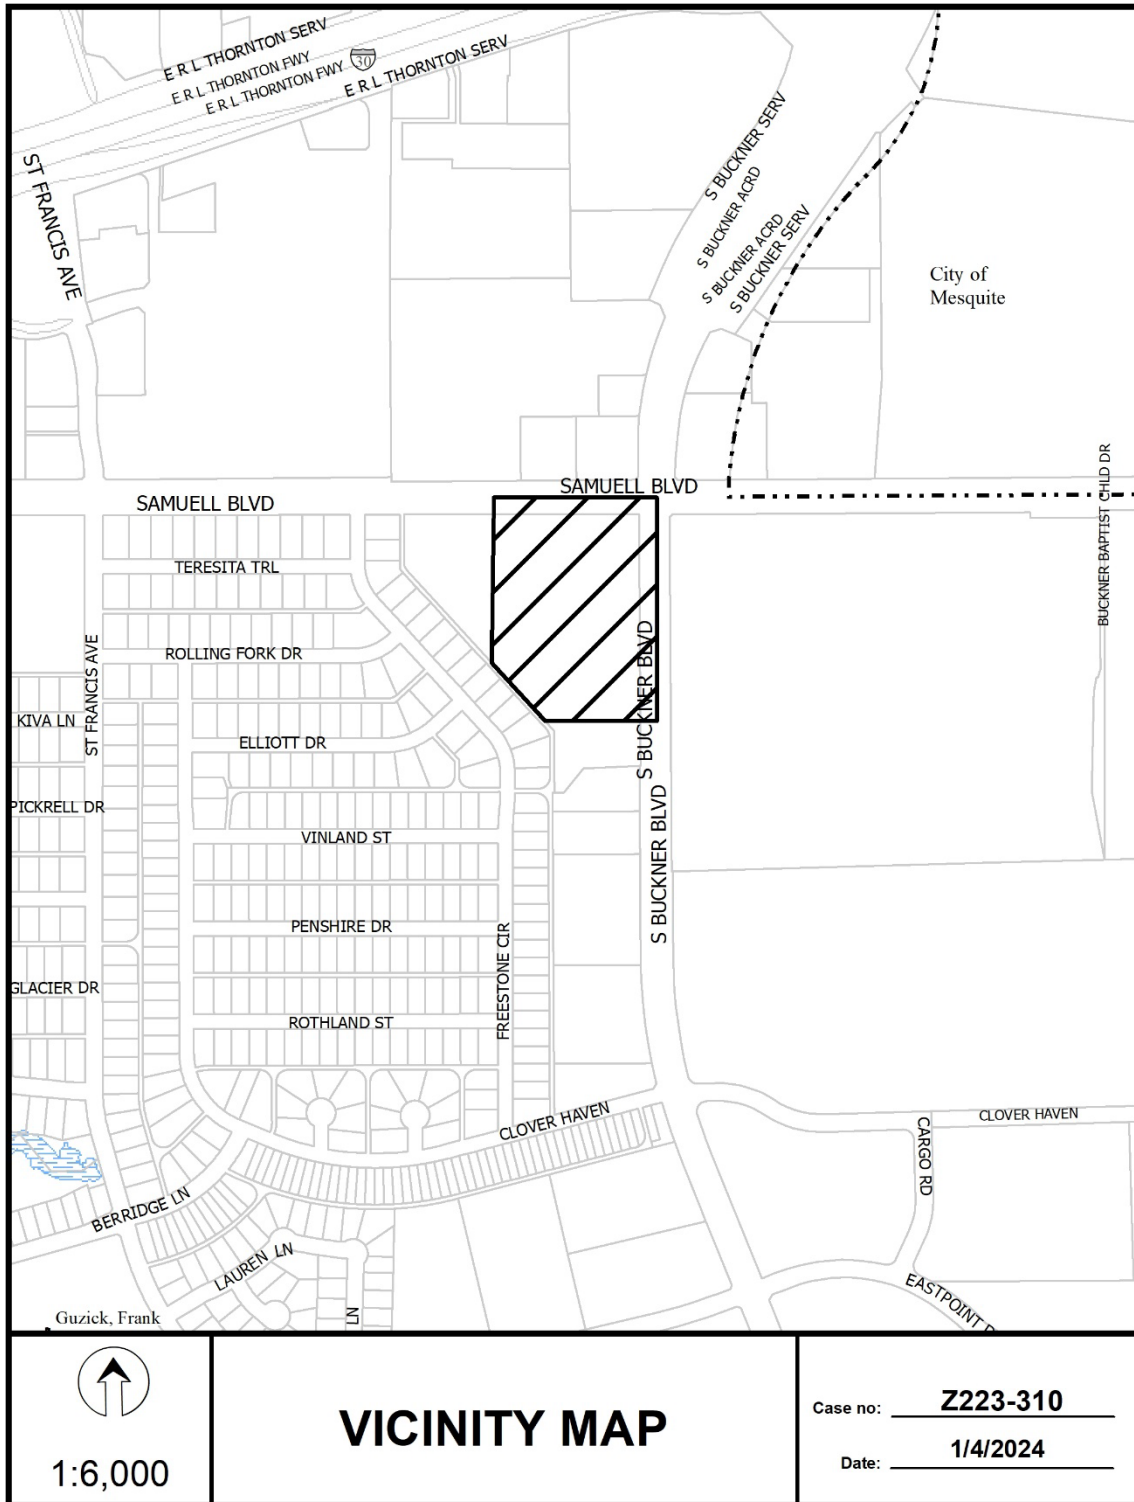 E R L THORNTON SERV
E R L THORNTON FWY
30
E R L THORNTON FWY
E R L THORNTON SERV
ST FRANCIS AVE
S BUCKNER SERV
S BUCKNER ACRD
S BUCKNER ACRD
S BUCKNER SERV
City of
Mesquite
SAMUELL BLVD
SAMUELL BLVD
BUCKNER BAPTIST CHLD DR
TERESITA TRL
ROLLING FORK DR
ST FRANCIS AVE
S BUCKNER BLVD
KIVA LN
ELLIOTT DR
PICKRELL DR
VINLAND ST
S BUCKNER BLVD
PENSHIRE DR
FREESTONE CIR
GLACIER DR
ROTHLAND ST
CLOVER HAVEN
CLOVER HAVEN
CARGO RD
BERRIDGE LN
LAUREN LN
EASTPOINT
LN
Guzick, Frank
1:6,000
VICINITY MAP
Case no: Z223-310
Date: 1/4/2024